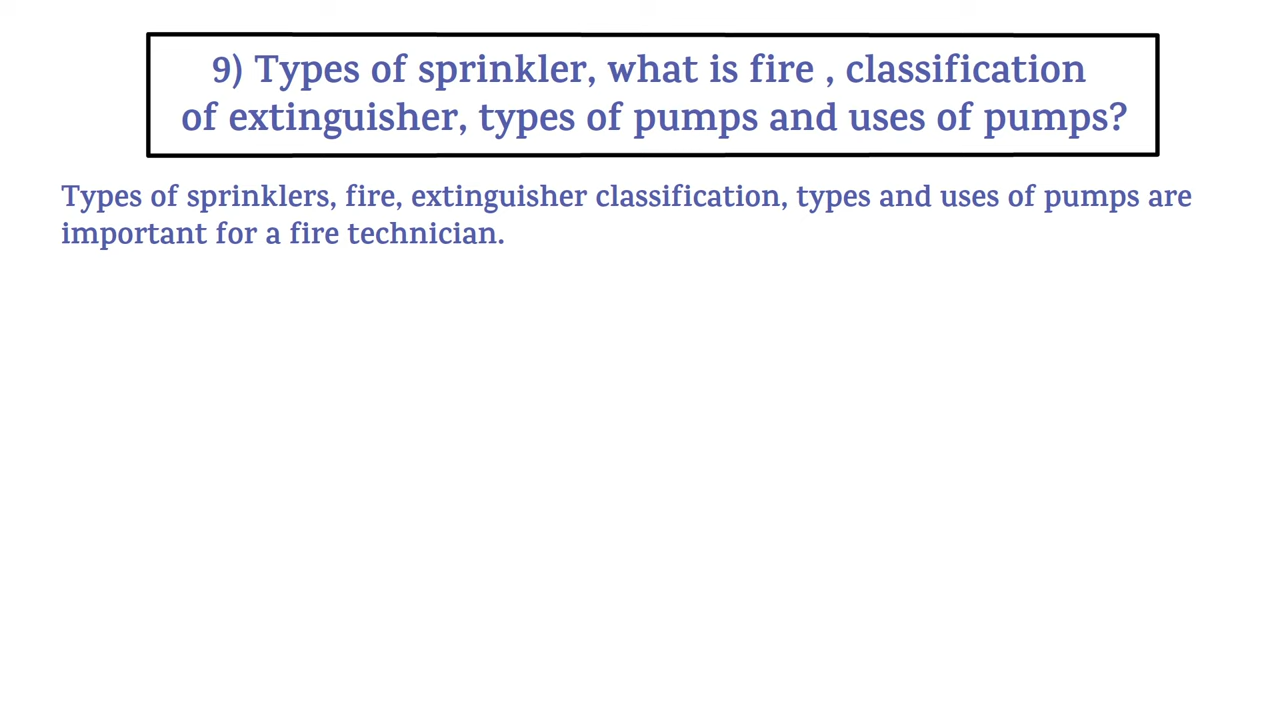 9) Types of sprinkler, what is fire , classification
of extinguisher, types of pumps and uses of pumps?
Types of sprinklers, fire, extinguisher classification, types and uses of pumps are
important for a fire technician.